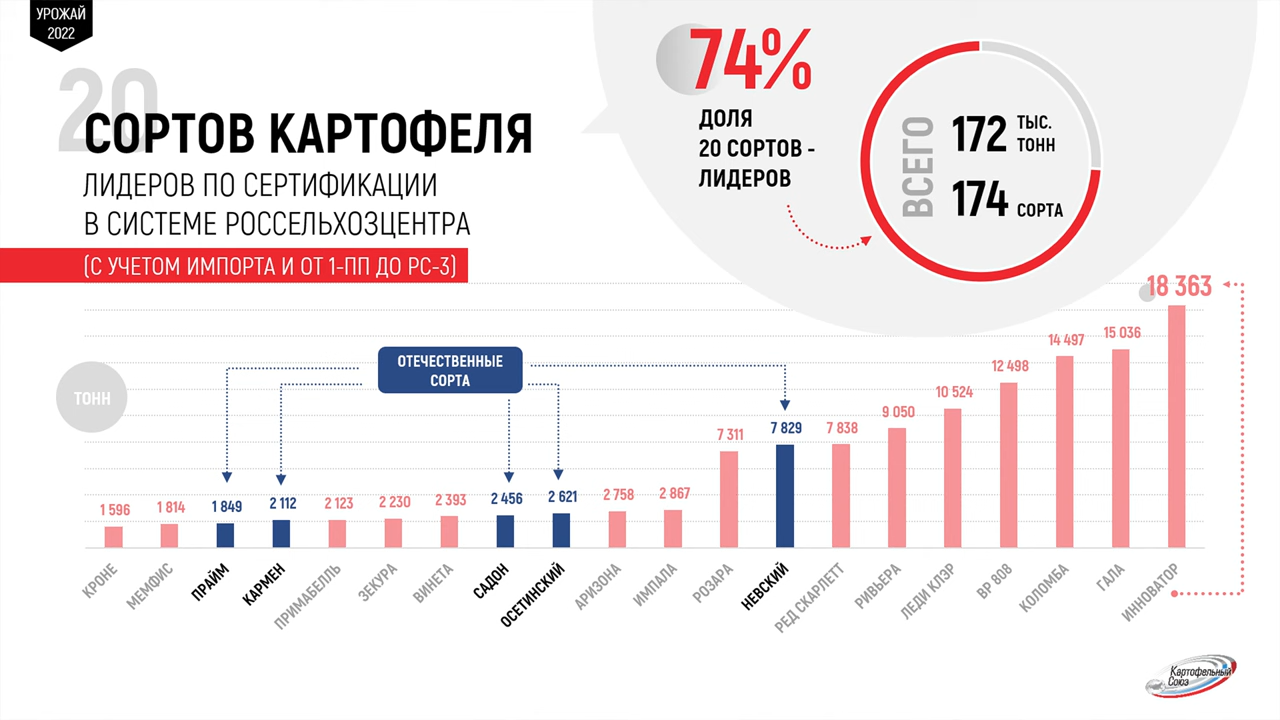 УРОЖАЙ
2022
20
СОРТОВ КАРТОФЕЛЯ
ЛИДЕРОВ ПО СЕРТИФИКАЦИИ
В СИСТЕМЕ РОССЕЛЬХОЗЦЕНТРА
(С УЧЕТОМ ИМПОРТА И ОТ 1-ПП ДО РС-3)
74%
ДОЛЯ
20 СОРТОВ -
ЛИДЕРОВ
ВСЕГО
172 ТЫС.
ТОНН
174 СОРТА
ТОНН
ОТЕЧЕСТВЕННЫЕ
СОРТА
1 596
1 814
1 849
2 112
2 123
2 230
2 393
2 456
2 621
2 758
2 867
7 311
7 829
7 838
9 050
10 524
12 498
14 497
15 036
18 363
КРОНЕ
МЕМФИС
ПРАЙМ
КАРМЕН
ПРИМАБЕЛЛЬ
ЗЕКУРА
ВИНЕТА
САДОН
ОСЕТИНСКИЙ
АРИЗОНА
ИМПАЛА
РОЗАРА
НЕВСКИЙ
РЕД СКАРЛЕТТ
РИВЬЕРА
ЛЕДИ КЛЭР
ВР 808
КОЛОМБА
ГАЛА
ИННОВАТОР
Картофельный
Союз